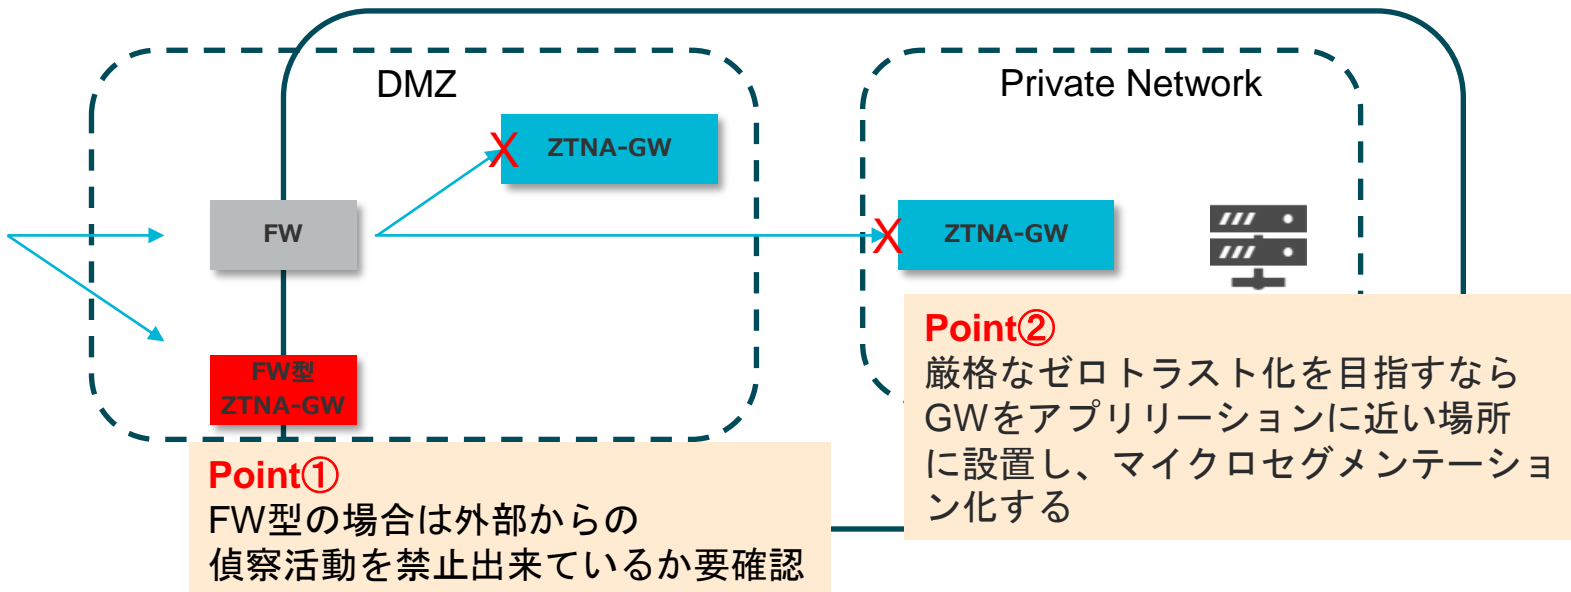 DMZ
Private Network
ZTNA-GW
X
FW
X
ZTNA-GW
FW型
ZTNA-GW
Point②
厳格なゼロトラスト化を目指すなら
GWをアプリリーションに近い場所
に設置し、マイクロセグメンテーショ
ン化する
Point①
FW型の場合は外部からの
偵察活動を禁止出来ているか要確認